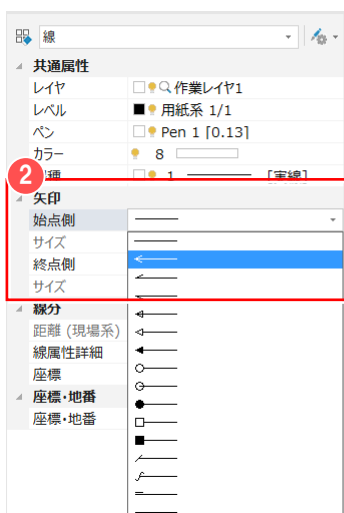 線
共通属性
レイヤ 作業レイヤ1
レベル 用紙系 1/1
ペン Pen 1 [0.13]
カラー 8
2 種 1 [実線]
矢印
始点側
サイズ
終点側
サイズ
線分
距離 (現場系)
線属性詳細
座標
座標・地番
座標・地番